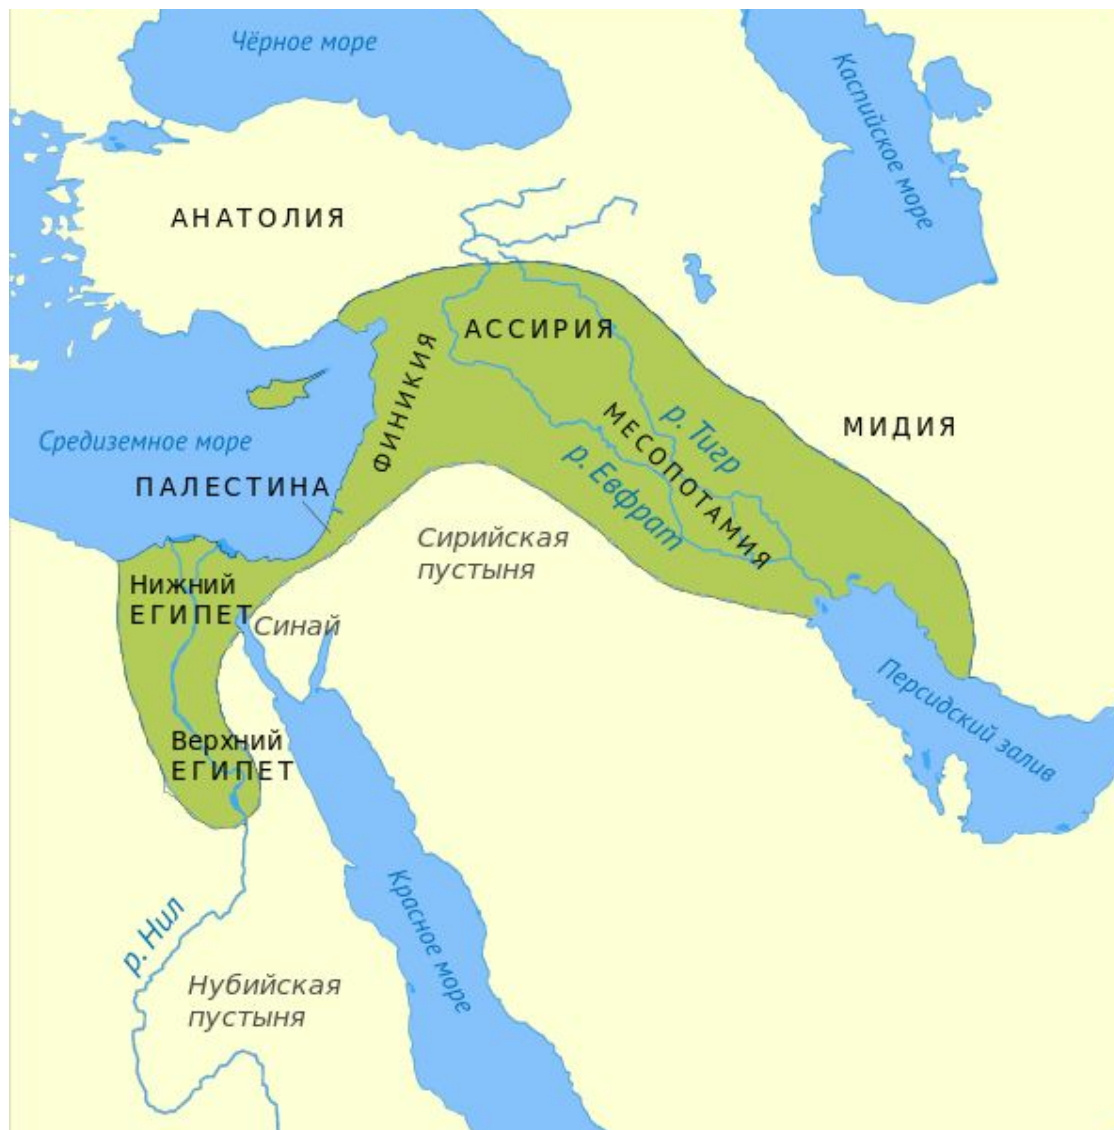 Чёрное море
Каспийское море
АНАТОЛИЯ
АССИРИЯ
ФИНИКИЯ
р. Тигр
МЕСОПОТАМИЯ
МИДИЯ
Средиземное море
р. Евфрат
ПАЛЕСТИНА
Сирийская
пустыня
Нижний
ЕГИПЕТ
Синай
Персидский залив
Верхний
ЕГИПЕТ
Красное море
р. Нил
Нубийская
пустыня